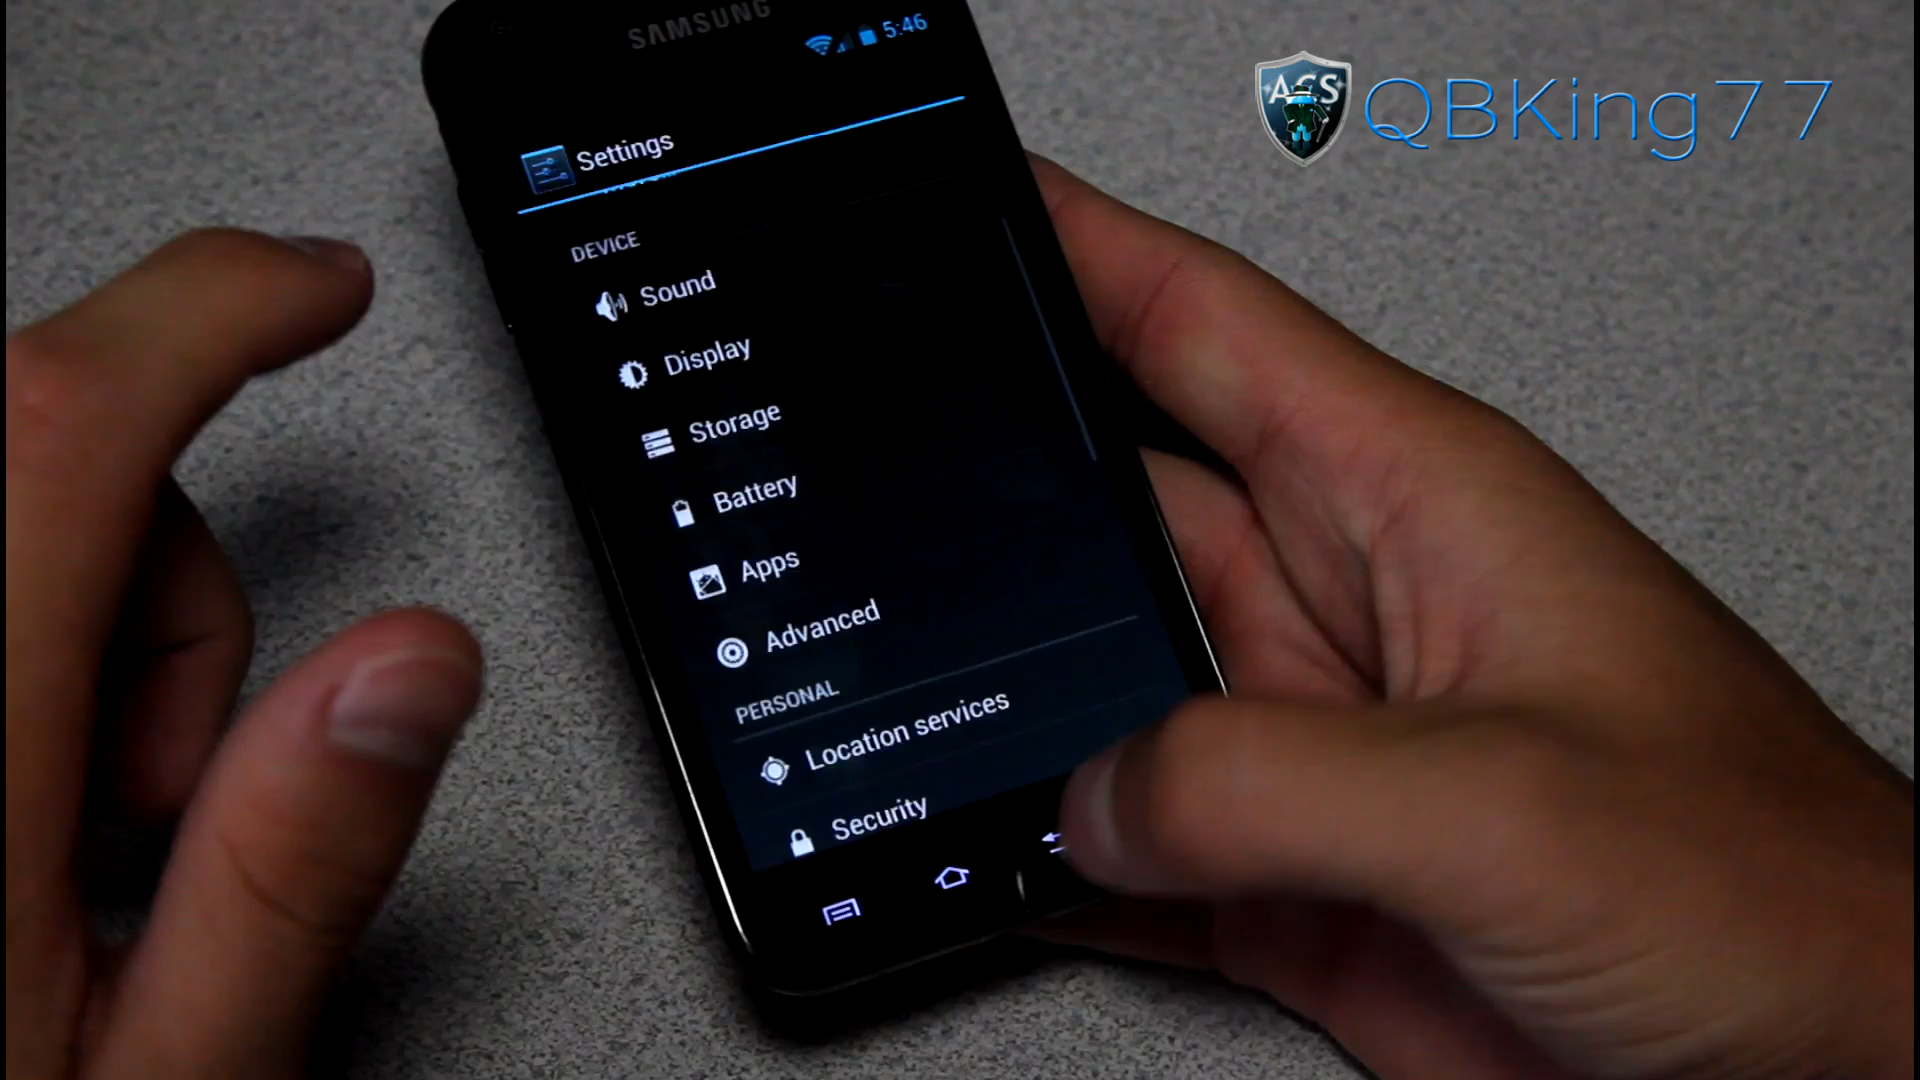 SAMSUNG
5:46
ACS
QBKing77
Settings
DEVICE
Sound
Display
Storage
Battery
Apps
Advanced
PERSONAL
Location services
Security